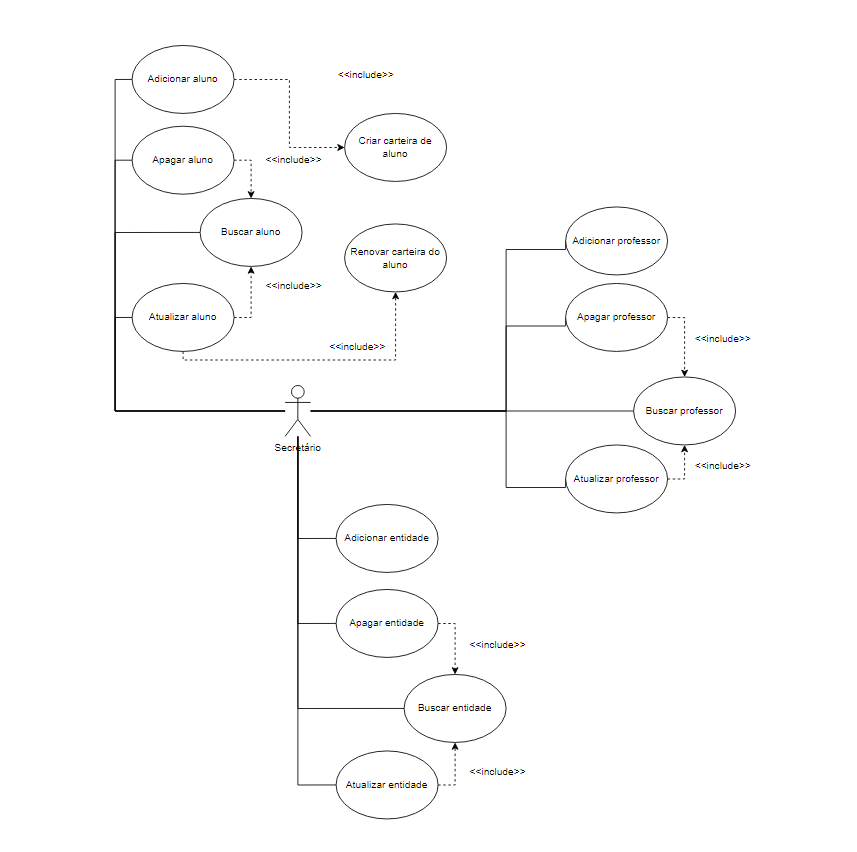 <<include>>
Adicionar aluno
Criar carteira de
aluno
Apagar aluno
<<include>>
Buscar aluno
Renovar carteira do
aluno
<<include>>
Atualizar aluno
<<include>>
Adicionar professor
Apagar professor
<<include>>
Buscar professor
<<include>>
Atualizar professor
Secretário
Adicionar entidade
Apagar entidade
<<include>>
Buscar entidade
<<include>>
Atualizar entidade